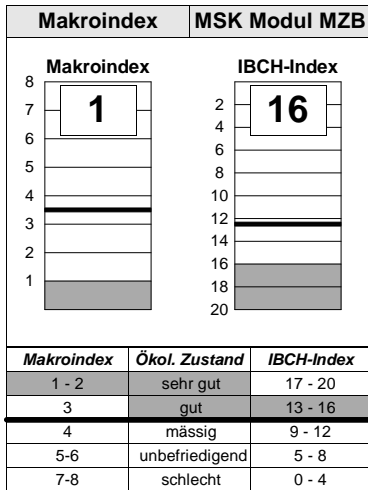 Makroindex MSK Modul MZB
Makroindex IBCH-Index
8
7
6
5
4
3
2
1
1
2
4
6
8
10
12
14
16
18
20
16
Makroindex Ökol. Zustand IBCH-Index
1 - 2 sehr gut 17 - 20
3 gut 13 - 16
4 mässig 9 - 12
5-6 unbefriedigend 5 - 8
7-8 schlecht 0 - 4